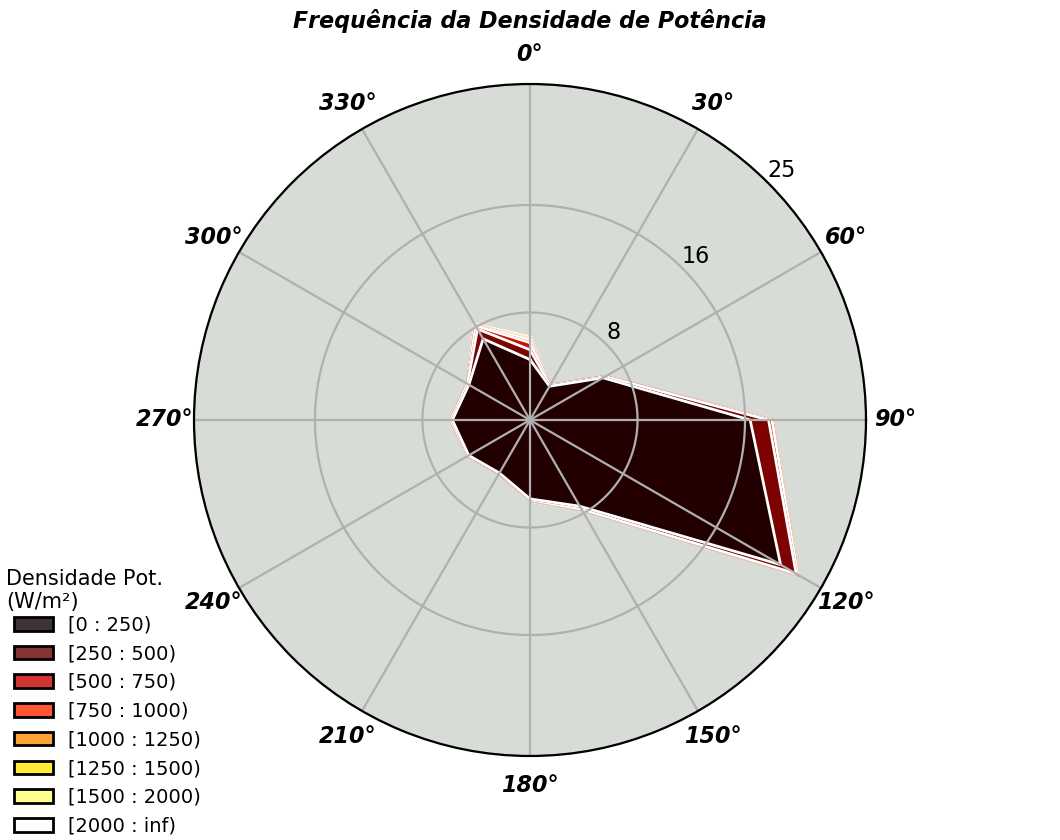 Frequência da Densidade de Potência
0°
330°
30°
25
300°
60°
16
8
270°
90°
240°
120°
210°
150°
180°
Densidade Pot.
(W/m²)
[0 : 250)
[250 : 500)
[500 : 750)
[750 : 1000)
[1000 : 1250)
[1250 : 1500)
[1500 : 2000)
[2000 : inf)